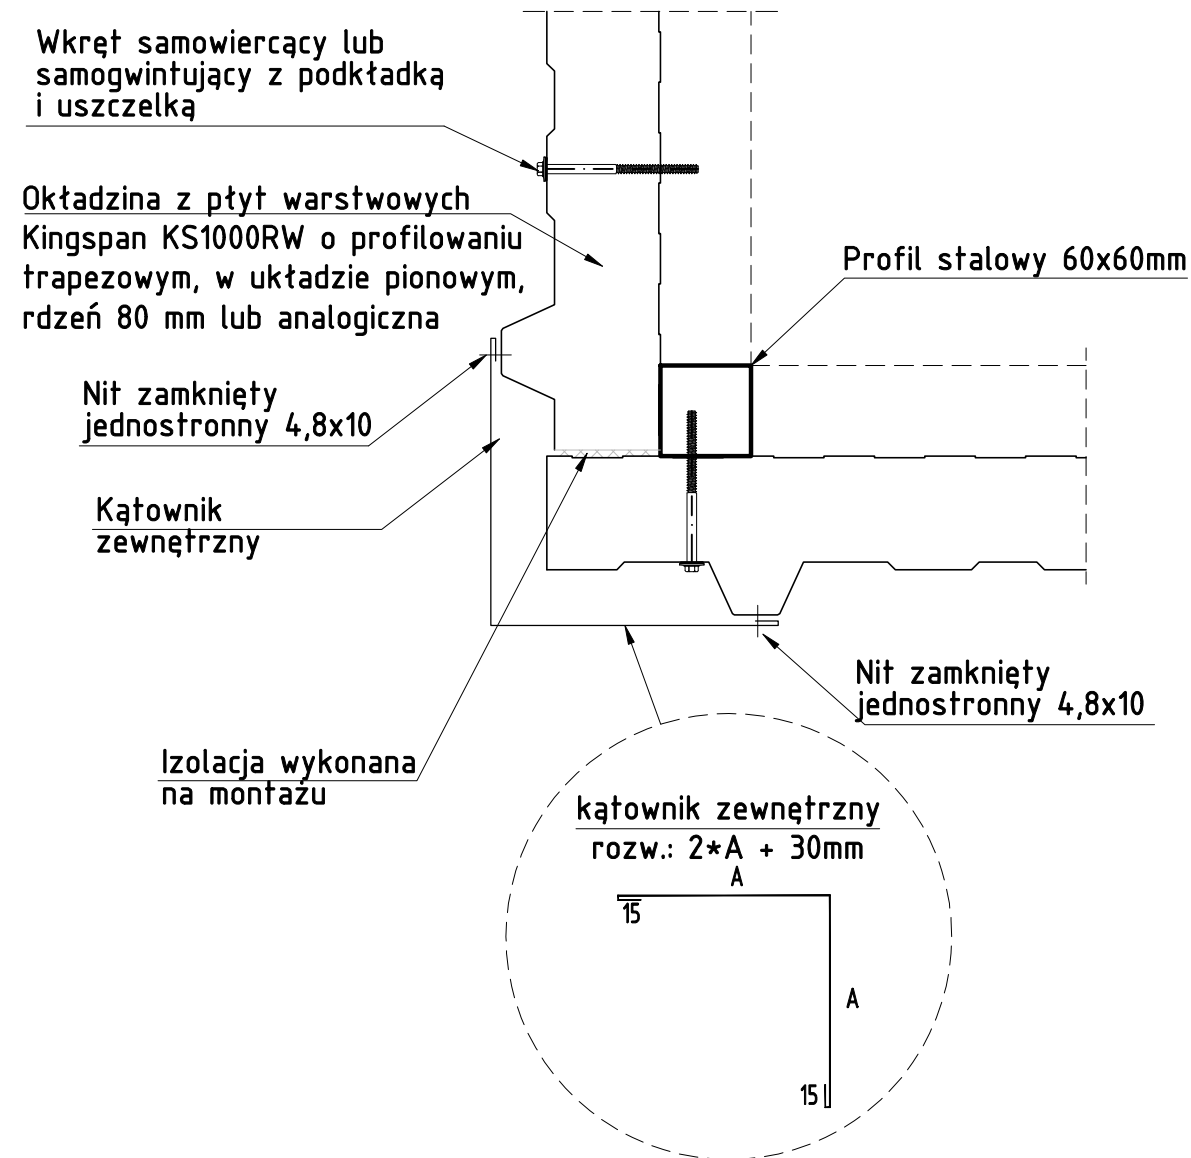 Wkręt samowiercący lub
samogwintujący z podkładką
i uszczelką
Okładzina z płyt warstwowych
Kingspan KS1000RW o profilowaniu
trapezowym, w układzie pionowym,
rdzeń 80 mm lub analogiczna
Profil stalowy 60x60mm
Nit zamknięty
jednostronny 4,8x10
Kątownik
zewnętrzny
Nit zamknięty
jednostronny 4,8x10
Izolacja wykonana
na montażu
kątownik zewnętrzny
rozw.: 2*A + 30mm
A
15
A
15